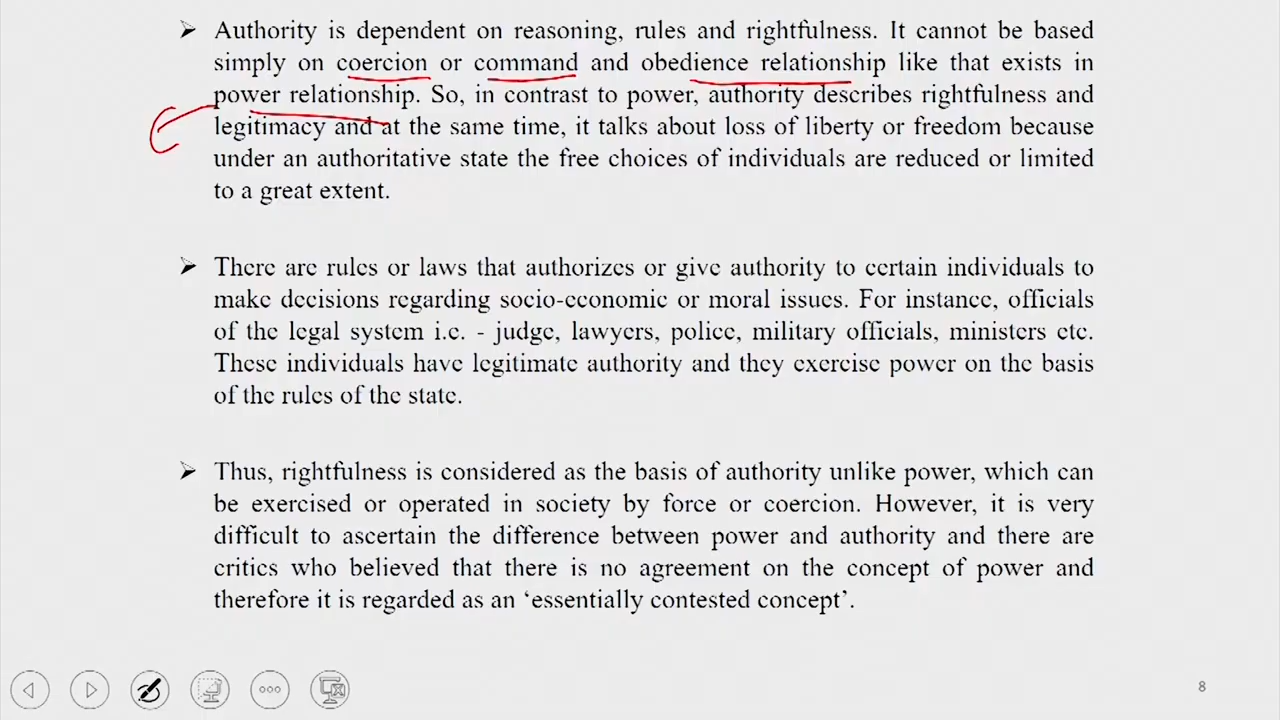 ➢ Authority is dependent on reasoning, rules and rightfulness. It cannot be based
simply on coercion or command and obedience relationship like that exists in
power relationship. So, in contrast to power, authority describes rightfulness and
legitimacy and at the same time, it talks about loss of liberty or freedom because
under an authoritative state the free choices of individuals are reduced or limited
to a great extent.
➢ There are rules or laws that authorizes or give authority to certain individuals to
make decisions regarding socio-economic or moral issues. For instance, officials
of the legal system i.e. - judge, lawyers, police, military officials, ministers etc.
These individuals have legitimate authority and they exercise power on the basis
of the rules of the state.
➢ Thus, rightfulness is considered as the basis of authority unlike power, which can
be exercised or operated in society by force or coercion. However, it is very
difficult to ascertain the difference between power and authority and there are
critics who believed that there is no agreement on the concept of power and
therefore it is regarded as an ‘essentially contested concept’.
8